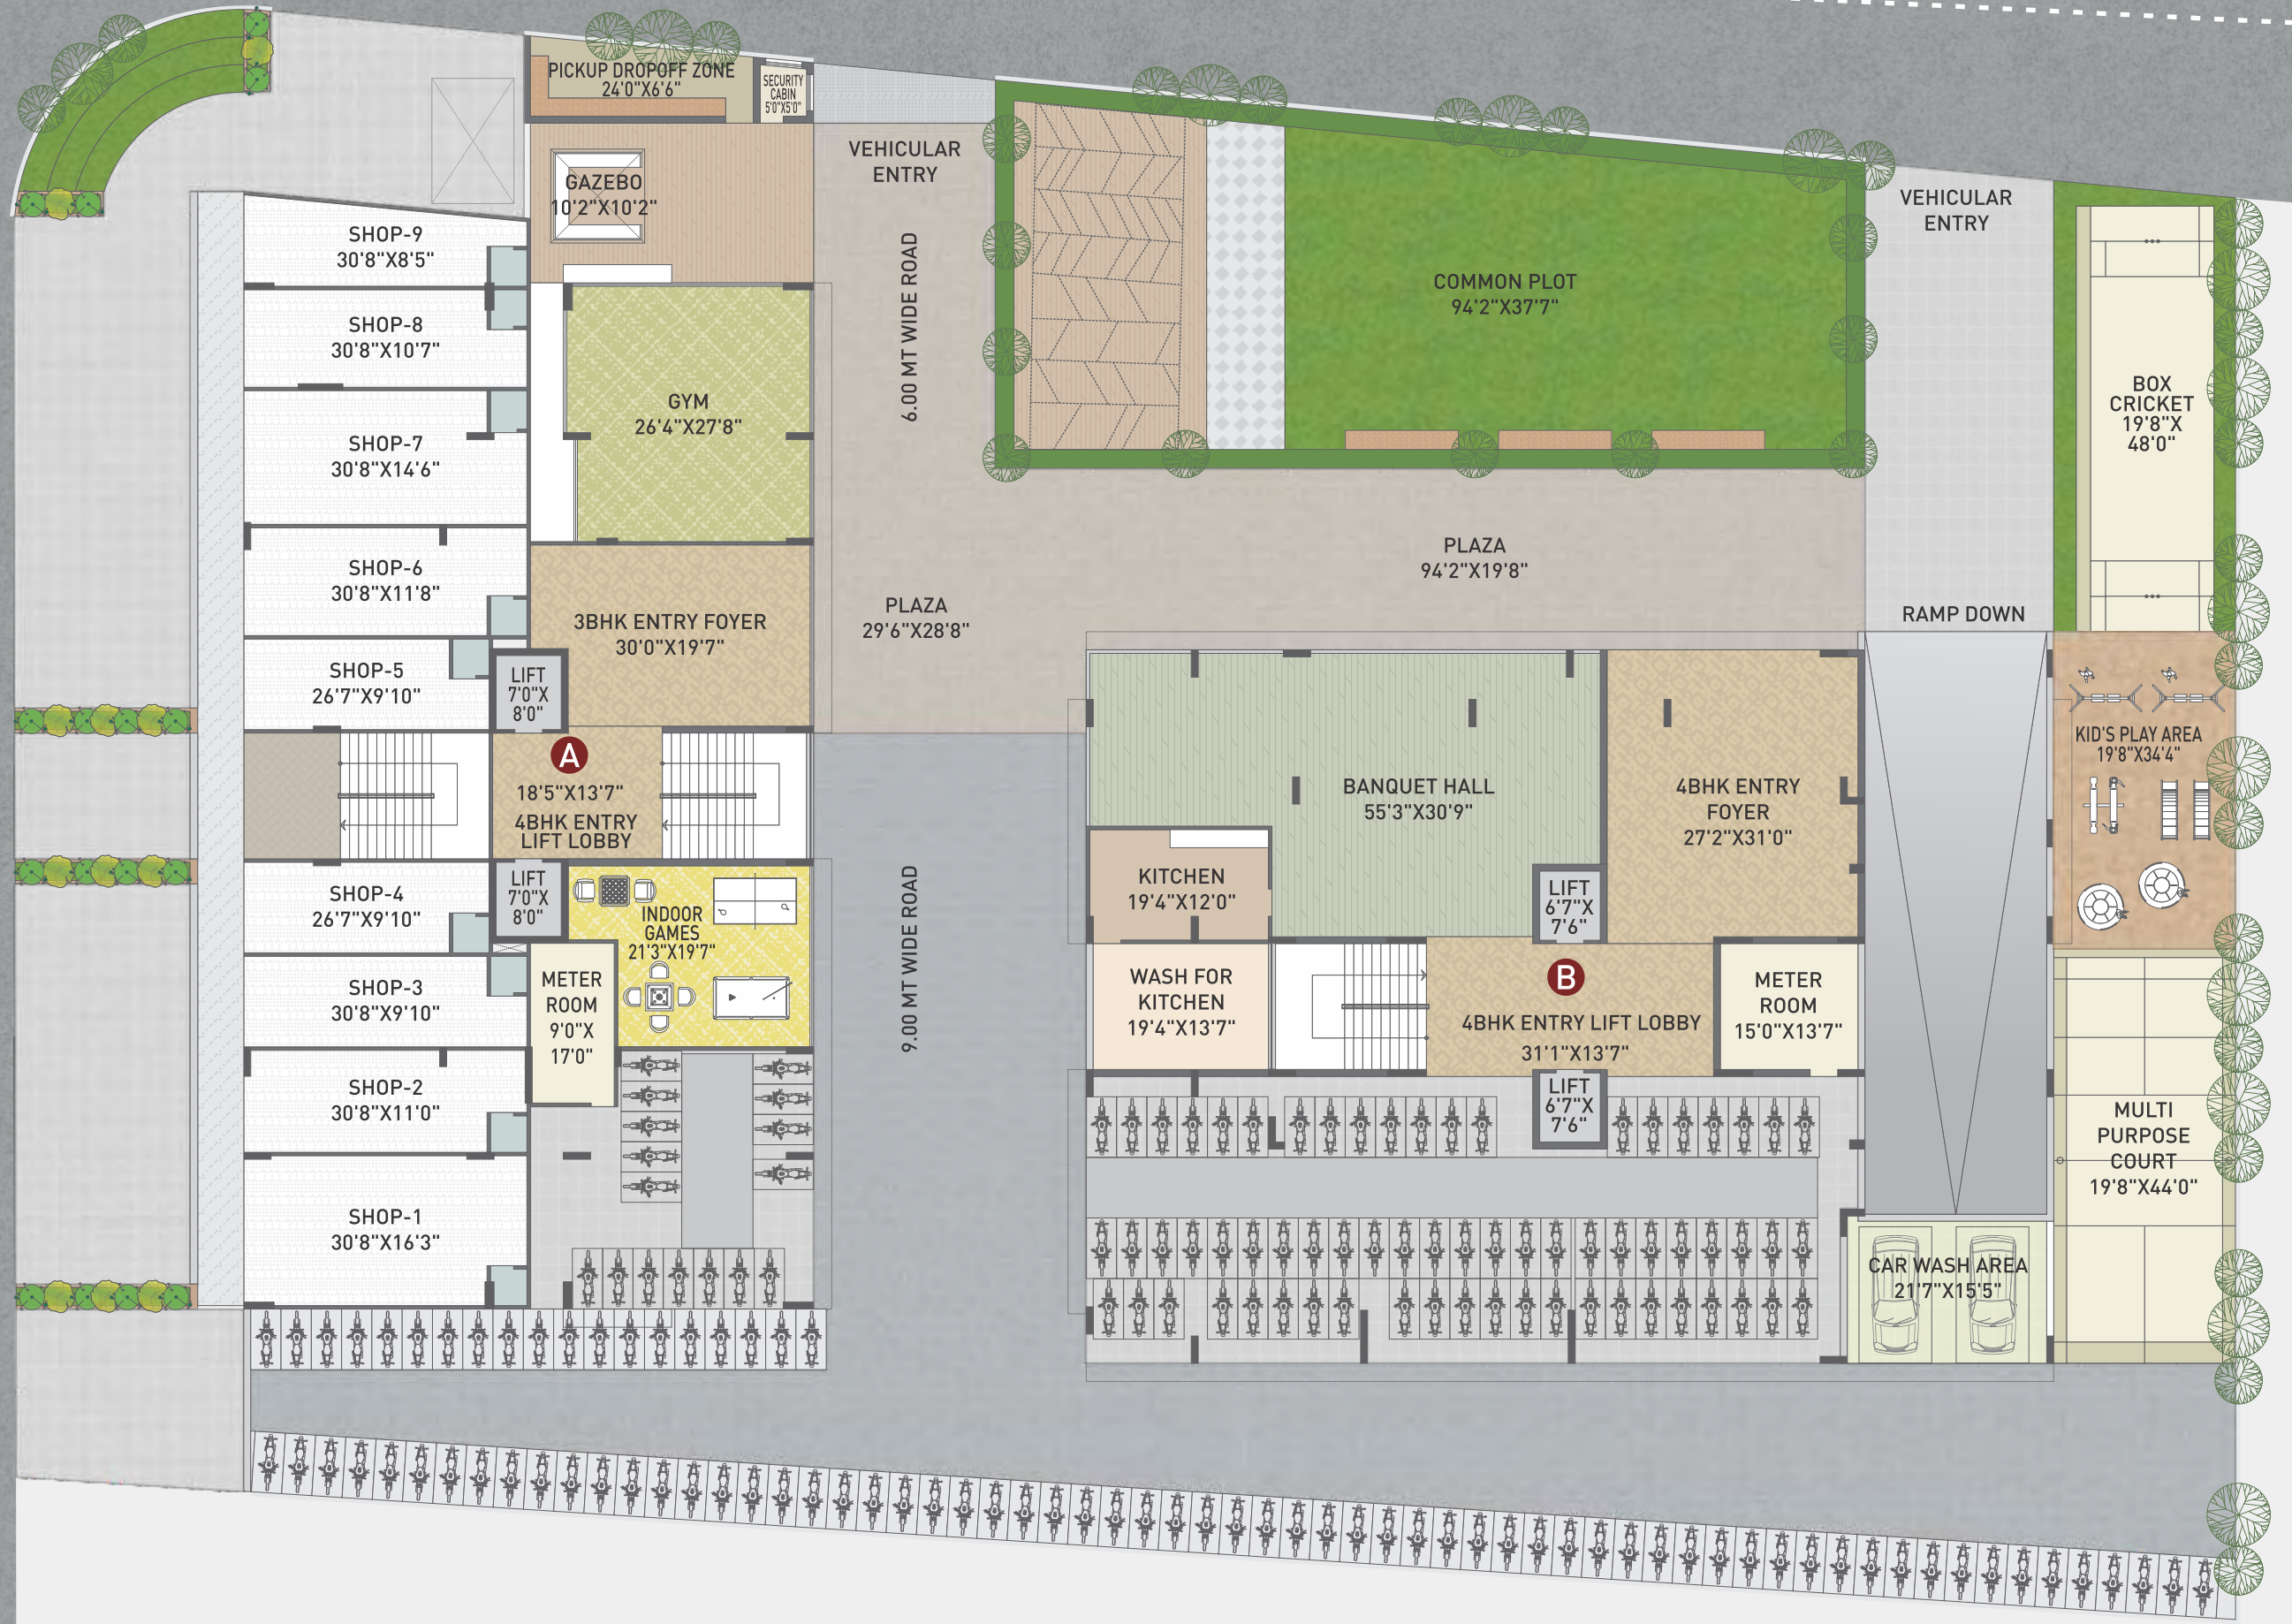 PICKUP DROPOFF ZONE
24'0"X6'6"
SECURITY
CABIN
5'0"X5'0"
VEHICULAR
ENTRY
GAZEBO
10'2"X10'2"
VEHICULAR
ENTRY
SHOP-9
30'8"X8'5"
6.00 MT WIDE ROAD
COMMON PLOT
94'2"X37'7"
SHOP-8
30'8"X10'7"
GYM
26'4"X27'8"
BOX
CRICKET
19'8"X
48'0"
SHOP-7
30'8"X14'6"
SHOP-6
30'8"X11'8"
PLAZA
94'2"X19'8"
3BHK ENTRY FOYER
30'0"X19'7"
PLAZA
29'6"X28'8"
RAMP DOWN
SHOP-5
26'7"X9'10"
LIFT
7'0"X
8'0"
KID'S PLAY AREA
19'8"X34'4"
A
18'5"X13'7"
4BHK ENTRY
LIFT LOBBY
BANQUET HALL
55'3"X30'9"
4BHK ENTRY
FOYER
27'2"X31'0"
SHOP-4
26'7"X9'10"
LIFT
7'0"X
8'0"
INDOOR
GAMES
21'3"X19'7"
9.00 MT WIDE ROAD
KITCHEN
19'4"X12'0"
LIFT
6'7"X
7'6"
SHOP-3
30'8"X9'10"
METER
ROOM
9'0"X
17'0"
WASH FOR
KITCHEN
19'4"X13'7"
B
4BHK ENTRY LIFT LOBBY
31'1"X13'7"
METER
ROOM
15'0"X13'7"
SHOP-2
30'8"X11'0"
LIFT
6'7"X
7'6"
MULTI
PURPOSE
COURT
19'8"X44'0"
SHOP-1
30'8"X16'3"
CAR WASH AREA
21'7"X15'5"